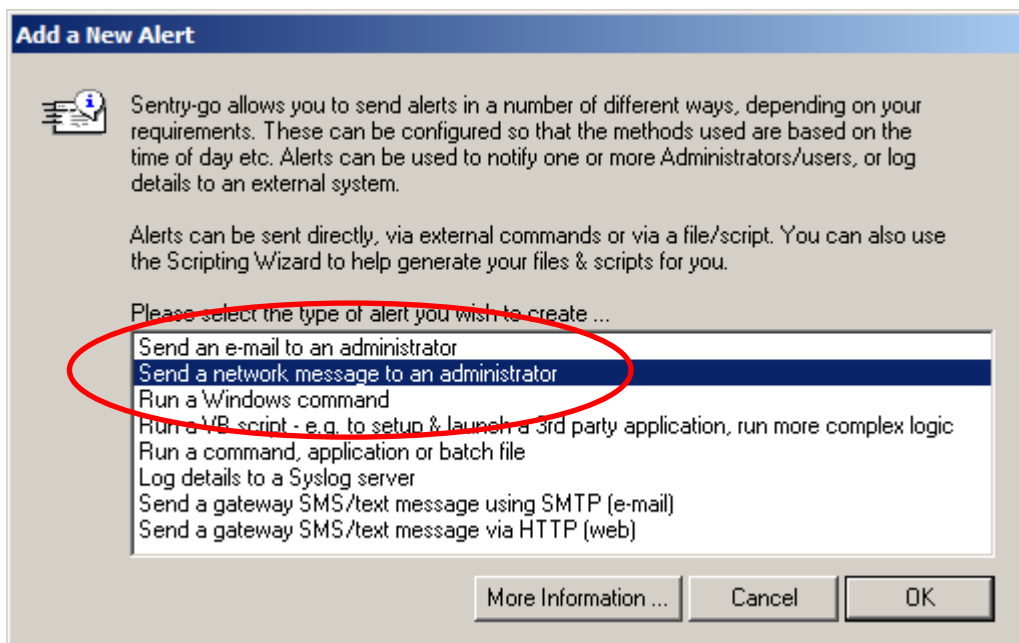 Add a New Alert
Sentry-go allows you to send alerts in a number of different ways, depending on your
requirements. These can be configured so that the methods used are based on the
time of day etc. Alerts can be used to notify one or more Administrators/users, or log
details to an external system.
Alerts can be sent directly, via external commands or via a file/script. You can also use
the Scripting Wizard to help generate your files & scripts for you.
Please select the type of alert you wish to create ...
Send an e-mail to an administrator
Send a network message to an administrator
Run a Windows command
Run a VB script - e.g. to setup & launch a 3rd party application, run more complex logic
Run a command, application or batch file
Log details to a Syslog server
Send a gateway SMS/text message using SMTP (e-mail)
Send a gateway SMS/text message via HTTP (web)
More Information ... Cancel OK